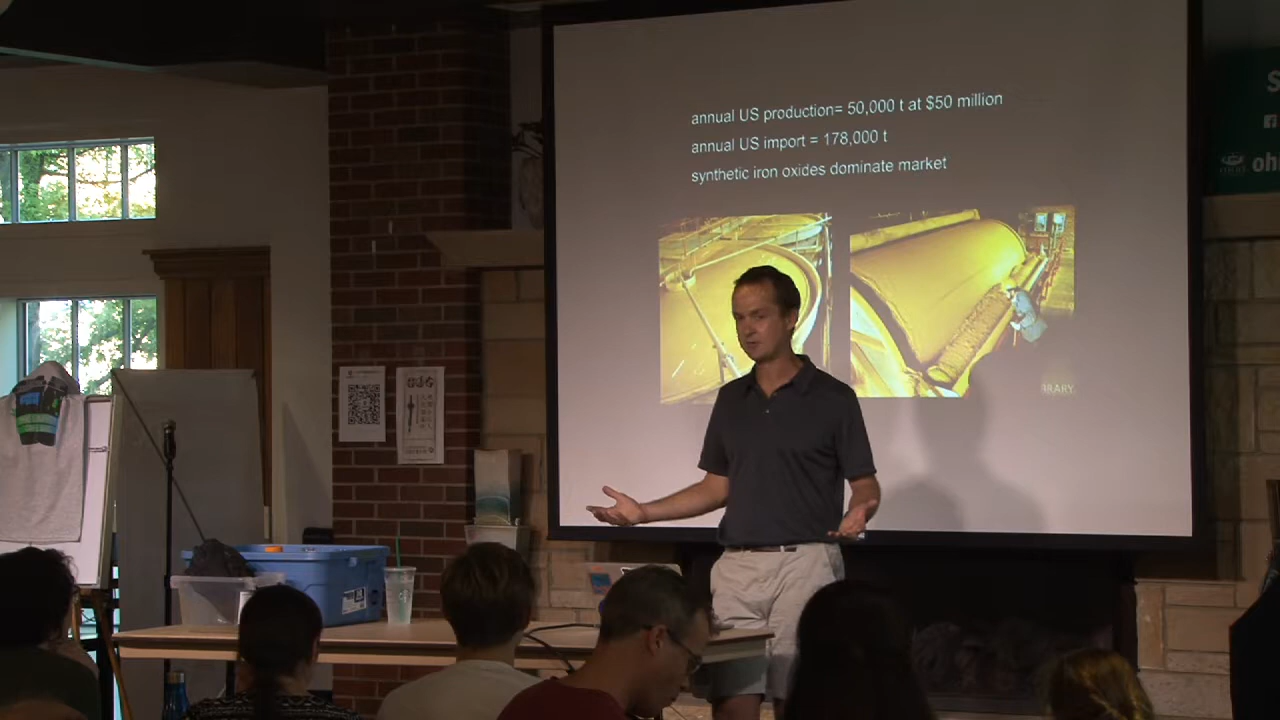 annual US production= 50,000 t at $50 million
annual US import = 178,000 t
synthetic iron oxides dominate market